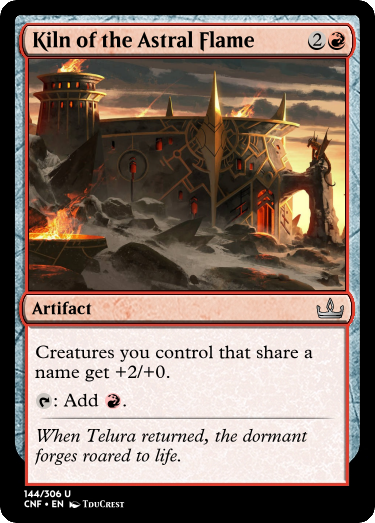 Kiln of the Astral Flame 2
Artifact
Creatures you control that share a
name get +2/+0.
: Add .
When Telura returned, the dormant
forges roared to life.
144/306 U
CNF • EN TDUCREST